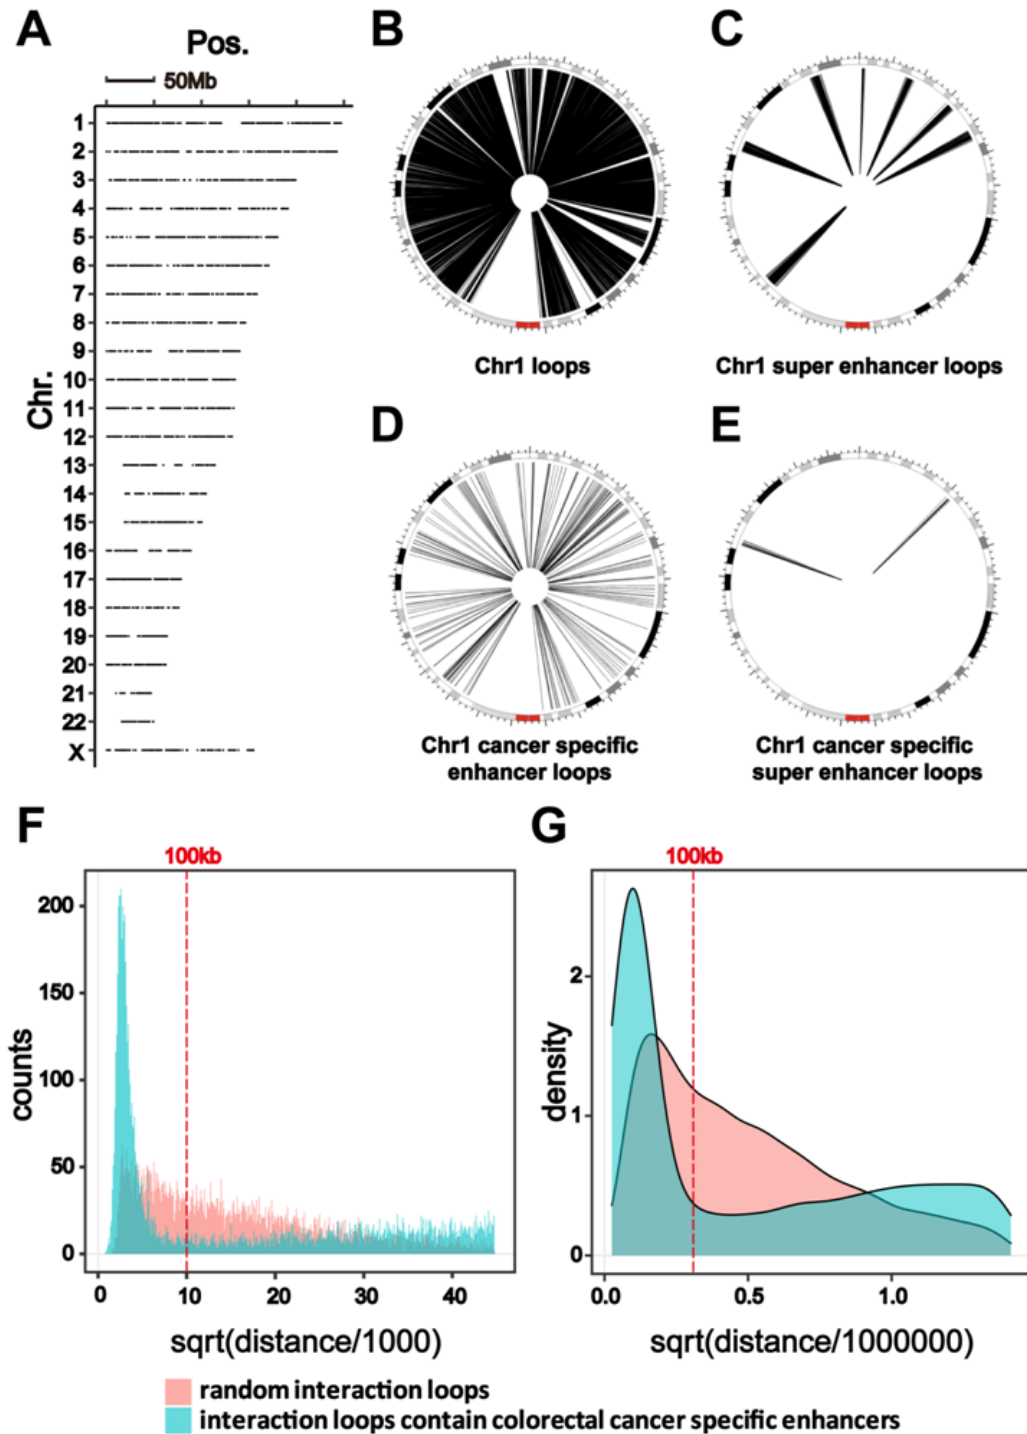 A
Pos.
50Mb
Chr.
1
2
3
4
5
6
7
8
9
10
11
12
13
14
15
16
17
18
19
20
21
22
X
B
Chr1 loops
C
Chr1 super enhancer loops
D
Chr1 cancer specific
enhancer loops
E
Chr1 cancer specific
super enhancer loops
F
100kb
counts
200
150
100
50
0
0 10 20 30 40
sqrt(distance/1000)
G
100kb
density
2
1
0
0.0 0.5 1.0
sqrt(distance/1000000)
random interaction loops
interaction loops contain colorectal cancer specific enhancers